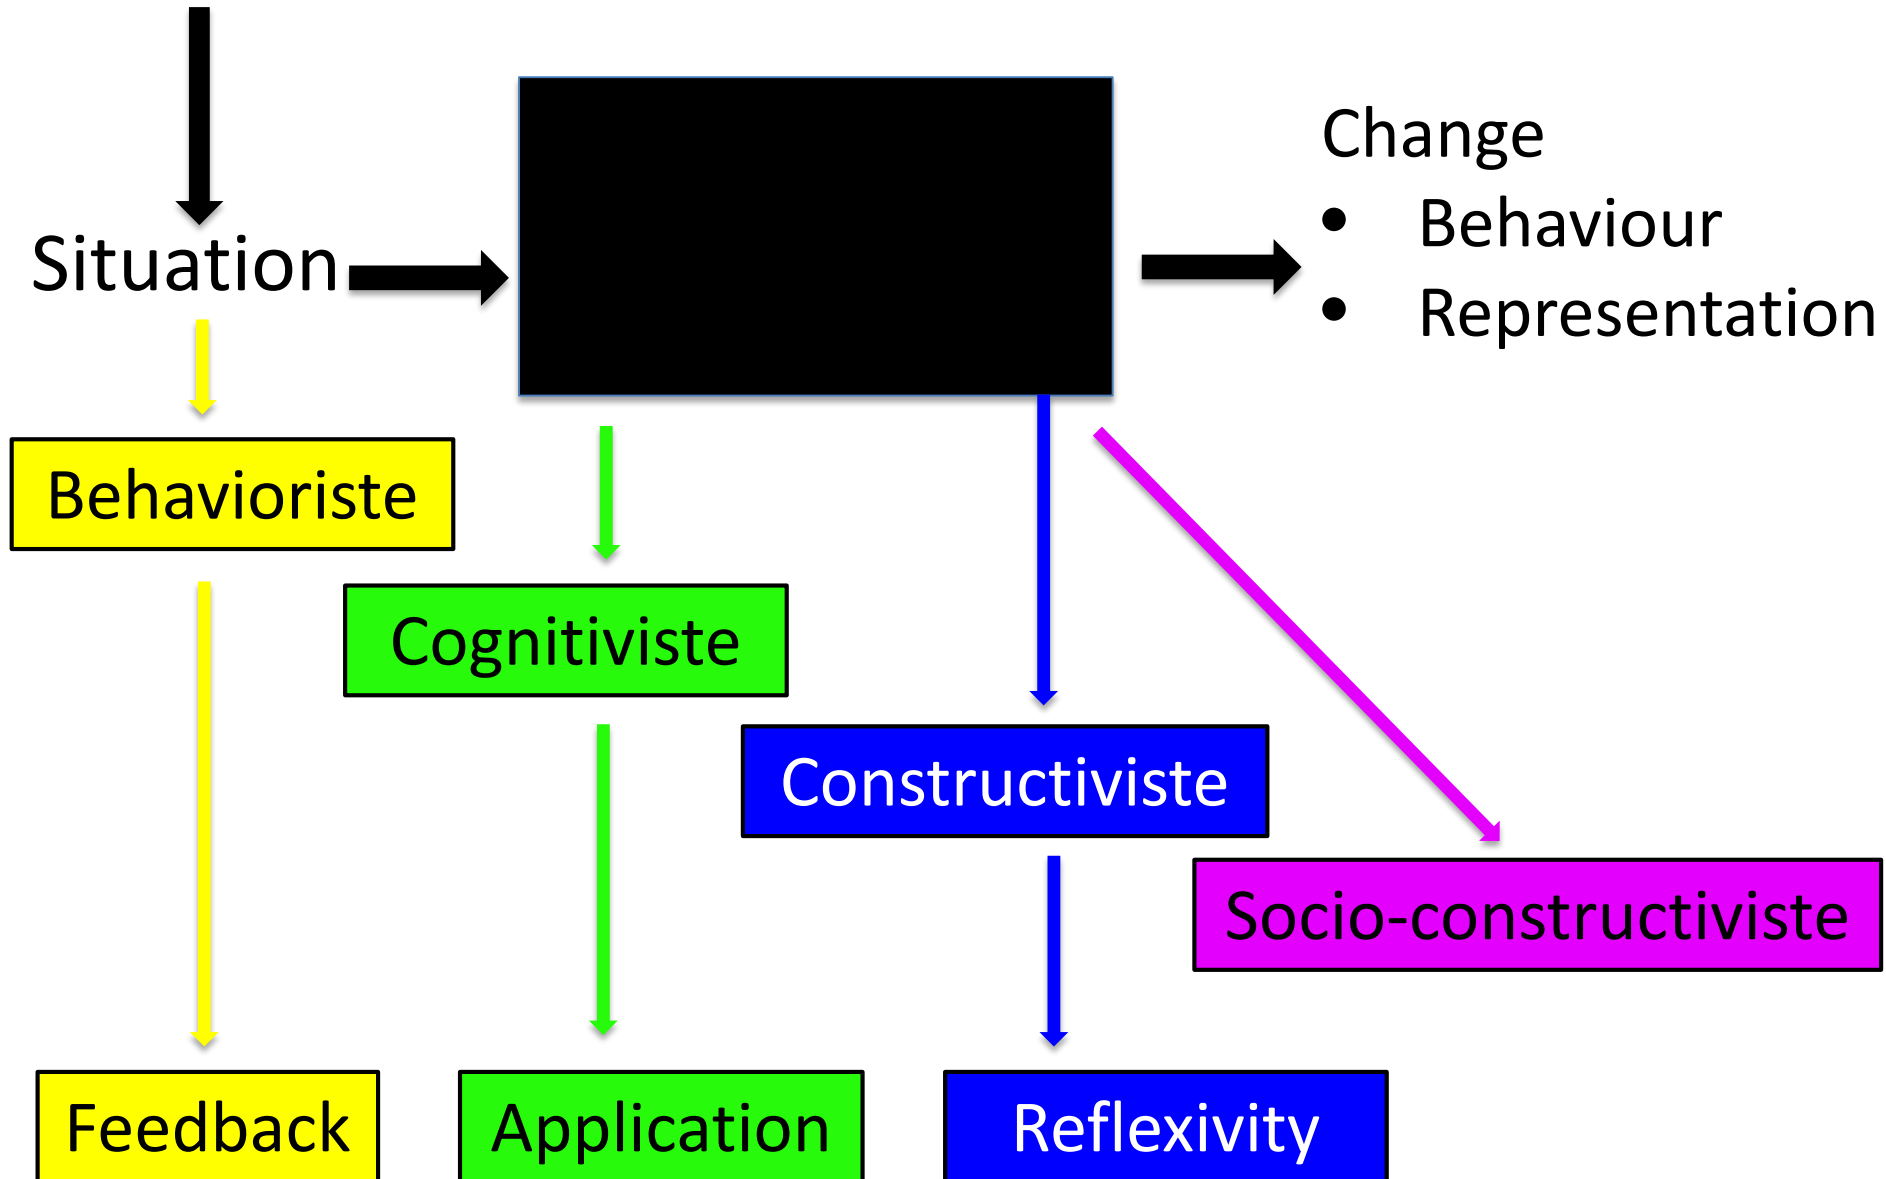 Situation
Change
• Behaviour
• Representation
Behavioriste
Cognitiviste
Constructiviste
Socio-constructiviste
Feedback
Application
Reflexivity